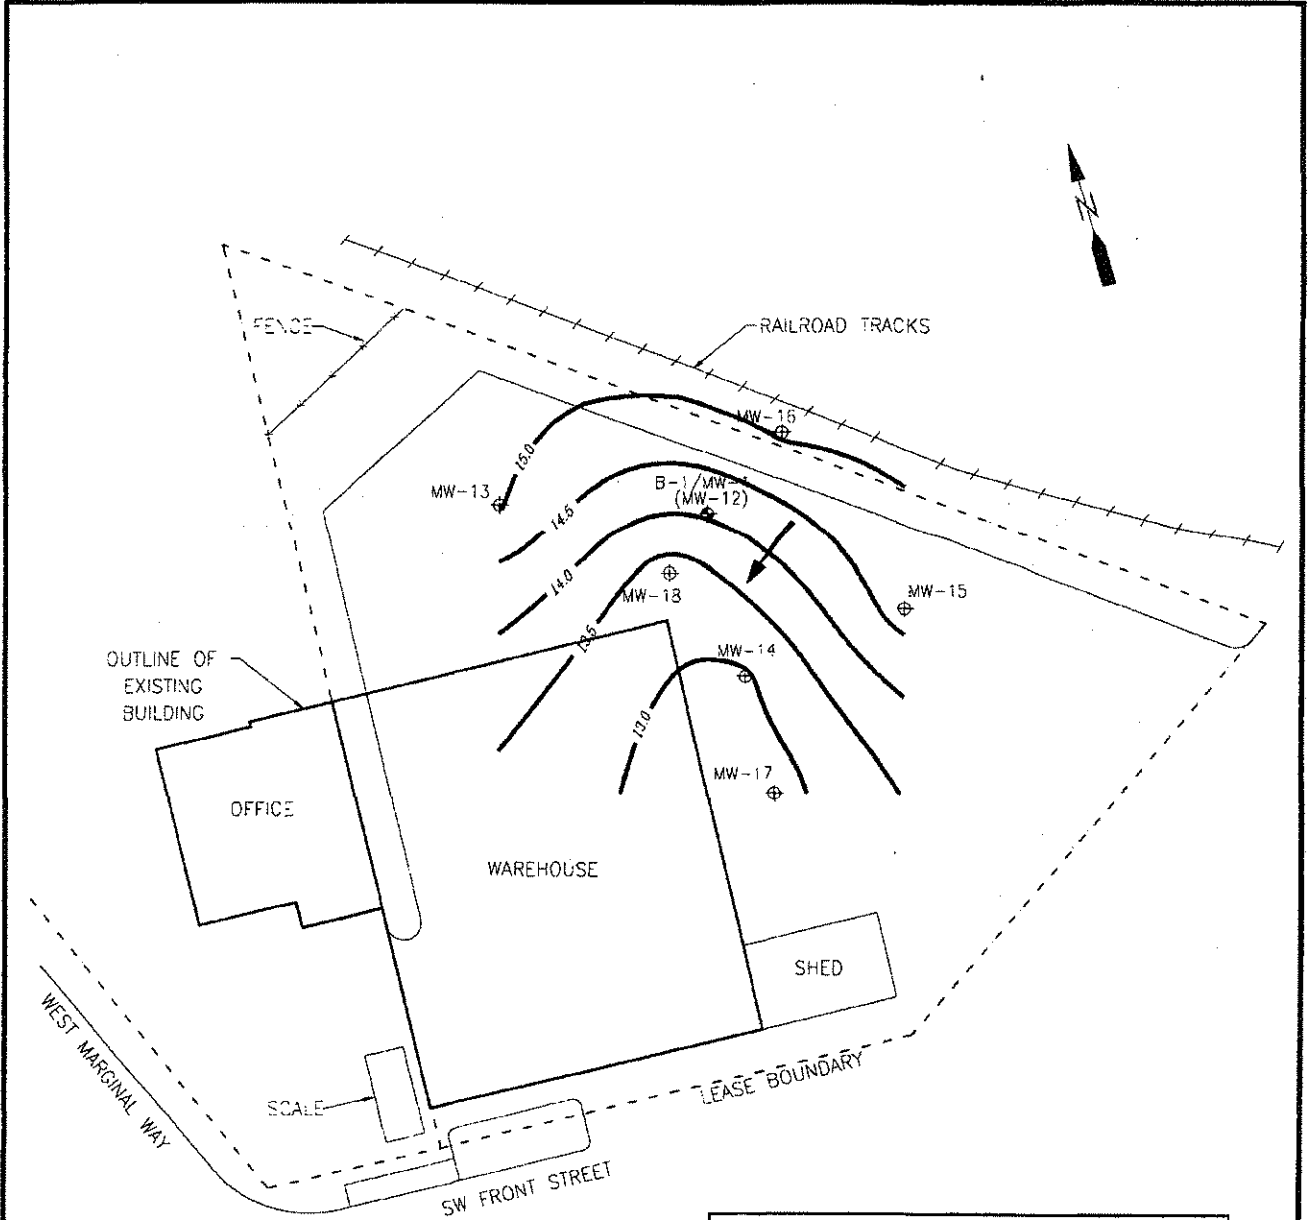 N
RAILROAD TRACKS
FENCE
MW-16
15.0
MW-13
B-1/MW-1
(MW-12)
14.5
14.0
MW-18
MW-15
13.5
MW-14
OUTLINE OF
EXISTING
BUILDING
13.0
MW-17
OFFICE
WAREHOUSE
SHED
WEST MARGINAL WAY
LEASE BOUNDARY
SCALE
SW FRONT STREET